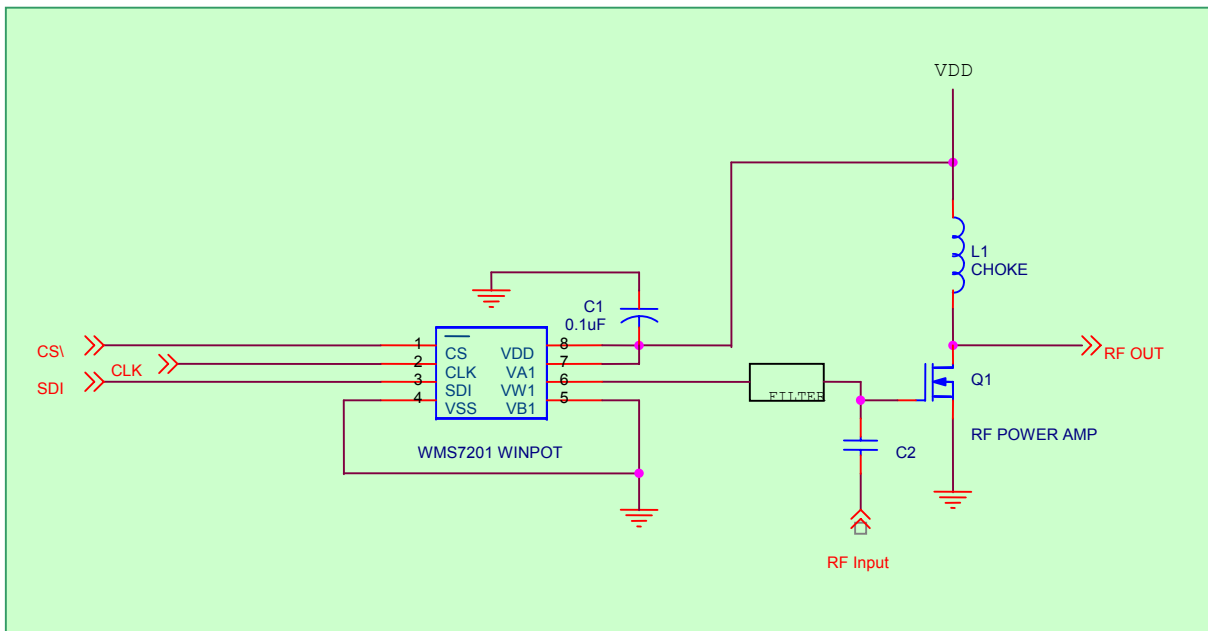 VDD
L1
CHOKE
C1
0.1uF
CS\
CLK
SDI
1
2
3
4
CS
CLK
SDI
VSS
VDD
VA1
VW1
VB1
8
7
6
5
WMS7201 WINPOT
FILTER
RF OUT
Q1
RF POWER AMP
C2
RF Input